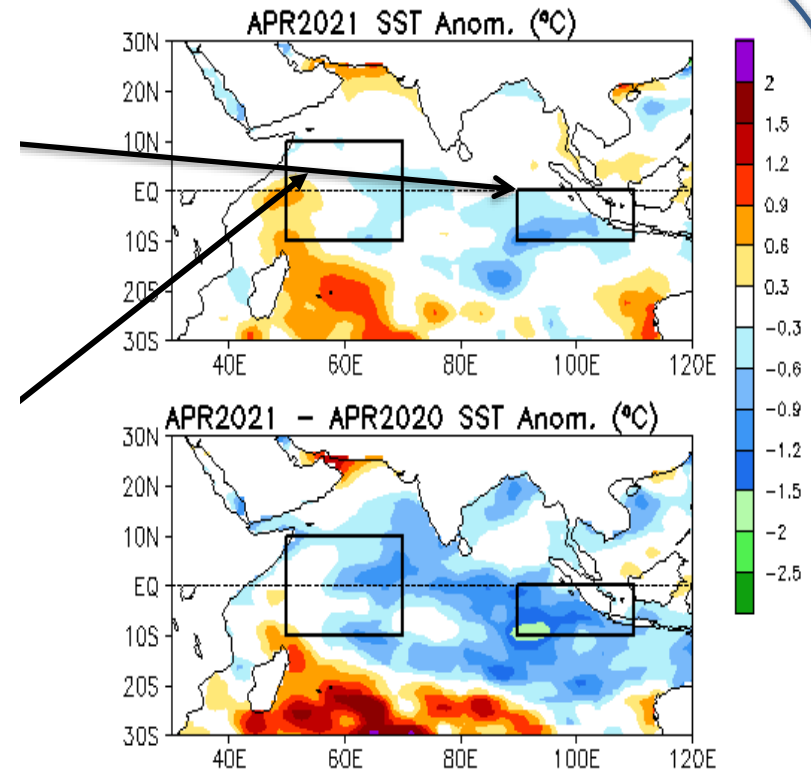 APR2021 SST Anom. (ºC)
30N
20N
10N
EQ
10S
20S
30S
40E 60E 80E 100E 120E
APR2021 – APR2020 SST Anom. (ºC)
30N
20N
10N
EQ
10S
20S
30S
40E 60E 80E 100E 120E
2
1.5
1.2
0.9
0.6
0.3
-0.3
-0.6
-0.9
-1.2
-1.5
-2
-2.5